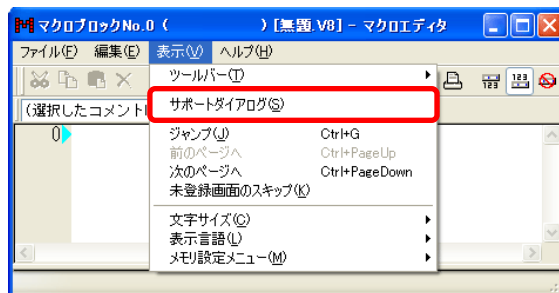 マクロブロックNo.0 (　　　　　) [無題.V8] - マクロエディタ
ファイル(F) 編集(E) 表示(V) ヘルプ(H)
ツールバー(T)
(選択したコメント
サポートダイアログ(S)
0
ジャンプ(J) Ctrl+G
前のページへ Ctrl+PageUp
次のページへ Ctrl+PageDown
未登録画面のスキップ(K)
文字サイズ(C)
表示言語(L)
メモリ設定メニュー(M)